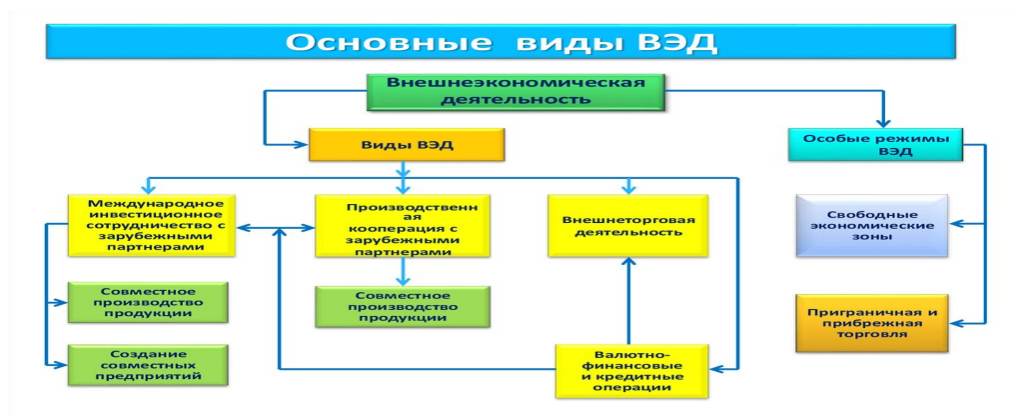 Основные виды ВЭД
Внешнеэкономическая
деятельность
Виды ВЭД
Особые режимы
ВЭД
Международное
инвестиционное
сотрудничество с
зарубежными
партнерами
Производственн
ая
кооперация с
зарубежными
партнерами
Внешнеторговая
деятельность
Свободные
экономические
зоны
Совместное
производство
продукции
Совместное
производство
продукции
Приграничная и
прибрежная
торговля
Создание
совместных
предприятий
Валютно-
финансовые
и кредитные
операции